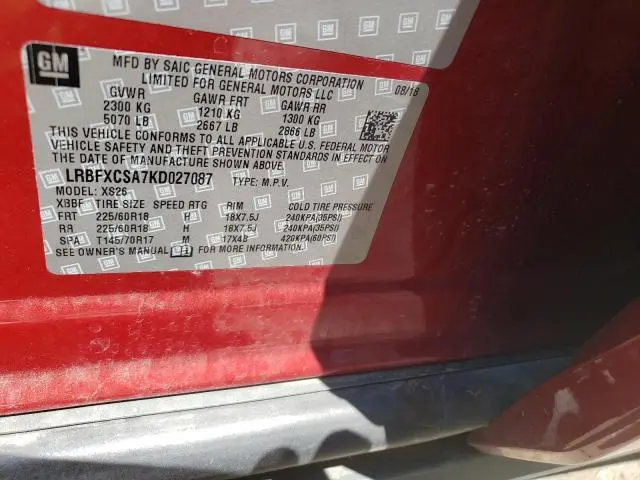 GM
MFD BY SAIC GENERAL MOTORS CORPORATION
LIMITED FOR GENERAL MOTORS LLC
08/18
GVWR GAWR FRT GAWR RR
2300 KG 1210 KG 1300 KG
5070 LB 2667 LB 2866 LB
THIS VEHICLE CONFORMS TO ALL APPLICABLE U.S. FEDERAL MOTOR
VEHICLE SAFETY AND THEFT PREVENTION STANDARDS IN EFFECT
ON THE DATE OF MANUFACTURE SHOWN ABOVE.
LRBFXCSA7KD027087 TYPE: M.P.V.
MODEL: XS26
XBBF TIRE SIZE SPEED RTG RIM COLD TIRE PRESSURE
FRT 225/60R18 H 18X7.5J 240KPA(35PSI)
RR 225/60R18 H 18X7.5J 240KPA(35PSI)
SPA T145/70R17 M 17X4B 420KPA(60PSI)
SEE OWNER'S MANUAL FOR MORE INFORMATION.